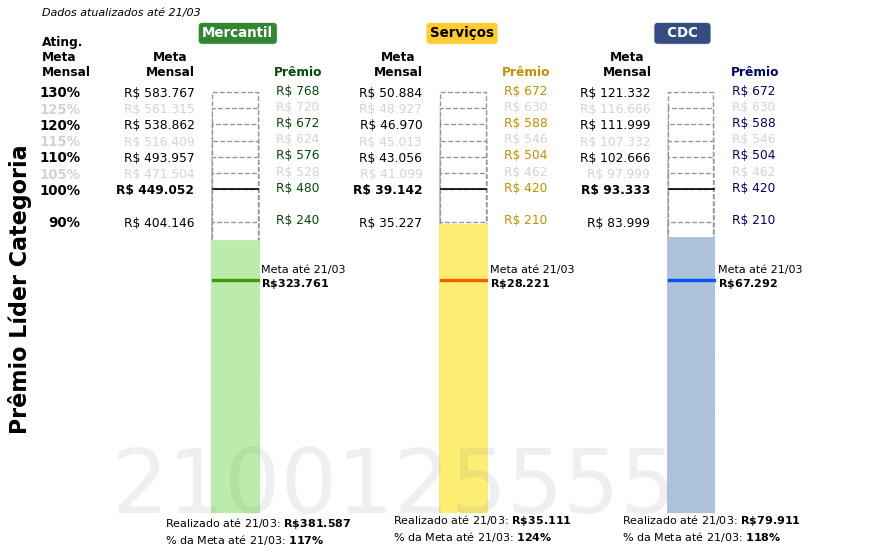 Dados atualizados até 21/03
Mercantil Serviços CDC
Ating.
Meta Meta Meta Meta
Mensal Mensal Prêmio Mensal Prêmio Mensal Prêmio
130% R$ 583.767 R$ 768 R$ 50.884 R$ 672 R$ 121.332 R$ 672
125% R$ 561.315 R$ 720 R$ 48.927 R$ 630 R$ 116.666 R$ 630
120% R$ 538.862 R$ 672 R$ 46.970 R$ 588 R$ 111.999 R$ 588
115% R$ 516.409 R$ 624 R$ 45.013 R$ 546 R$ 107.332 R$ 546
110% R$ 493.957 R$ 576 R$ 43.056 R$ 504 R$ 102.666 R$ 504
105% R$ 471.504 R$ 528 R$ 41.099 R$ 462 R$ 97.999 R$ 462
100% R$ 449.052 R$ 480 R$ 39.142 R$ 420 R$ 93.333 R$ 420
90% R$ 404.146 R$ 240 R$ 35.227 R$ 210 R$ 83.999 R$ 210
Meta até 21/03 Meta até 21/03 Meta até 21/03
R$323.761 R$28.221 R$67.292
Prêmio Líder Categoria
2100125555
Realizado até 21/03: R$381.587 Realizado até 21/03: R$35.111 Realizado até 21/03: R$79.911
% da Meta até 21/03: 117% % da Meta até 21/03: 124% % da Meta até 21/03: 118%